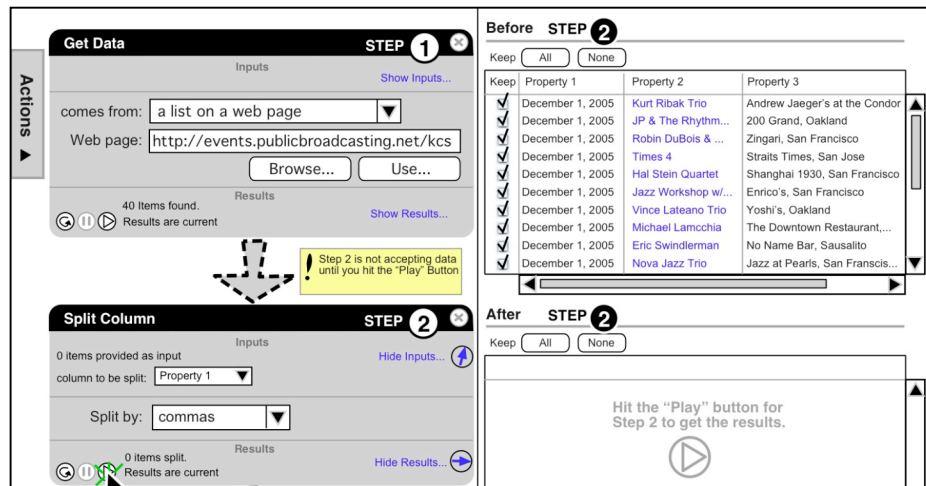 Actions
Get Data STEP 1
Inputs
Show Inputs...
comes from: a list on a web page
Web page: http://events.publicbroadcasting.net/kcs
Browse... Use...
Results
40 Items found.
Results are current
Show Results...
! Step 2 is not accepting data
until you hit the “Play” Button
Split Column STEP 2
Inputs
0 items provided as input
Hide Inputs...
column to be split: Property 1
Split by: commas
Results
0 items split.
Results are current
Hide Results...
Before STEP 2
Keep All None
Keep Property 1 Property 2 Property 3
December 1, 2005 Kurt Ribak Trio Andrew Jaeger's at the Condor
December 1, 2005 JP & The Rhythm... 200 Grand, Oakland
December 1, 2005 Robin DuBois & ... Zingari, San Francisco
December 1, 2005 Times 4 Straits Times, San Jose
December 1, 2005 Hal Stein Quartet Shanghai 1930, San Francisco
December 1, 2005 Jazz Workshop w/... Enrico's, San Francisco
December 1, 2005 Vince Lateano Trio Yoshi's, Oakland
December 1, 2005 Michael Lamcchia The Downtown Restaurant,...
December 1, 2005 Eric Swindlerman No Name Bar, Sausalito
December 1, 2005 Nova Jazz Trio Jazz at Pearls, San Franscis...
After STEP 2
Keep All None
Hit the “Play” button for
Step 2 to get the results.